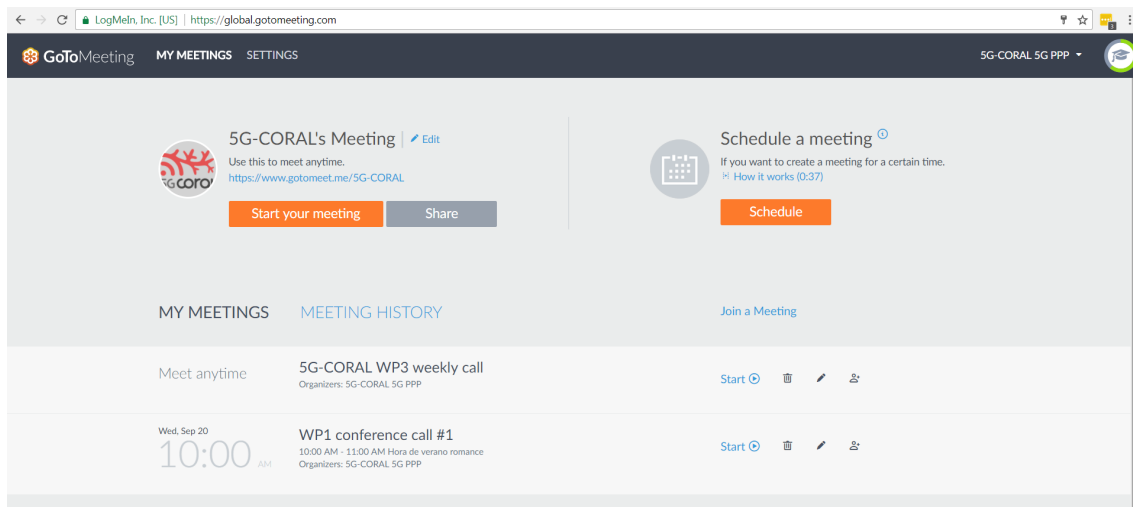 LogMeIn, Inc. [US] | https://global.gotomeeting.com
GoToMeeting MY MEETINGS SETTINGS 5G-CORAL 5G PPP
5G-CORAL's Meeting | Edit
Use this to meet anytime.
https://www.gotomeet.me/5G-CORAL
Start your meeting Share
5G coral
Schedule a meeting
If you want to create a meeting for a certain time.
How it works (0:37)
Schedule
MY MEETINGS MEETING HISTORY Join a Meeting
Meet anytime
5G-CORAL WP3 weekly call
Organizers: 5G-CORAL 5G PPP
Start
Wed, Sep 20
10:00 AM
WP1 conference call #1
10:00 AM - 11:00 AM Hora de verano romance
Organizers: 5G-CORAL 5G PPP
Start